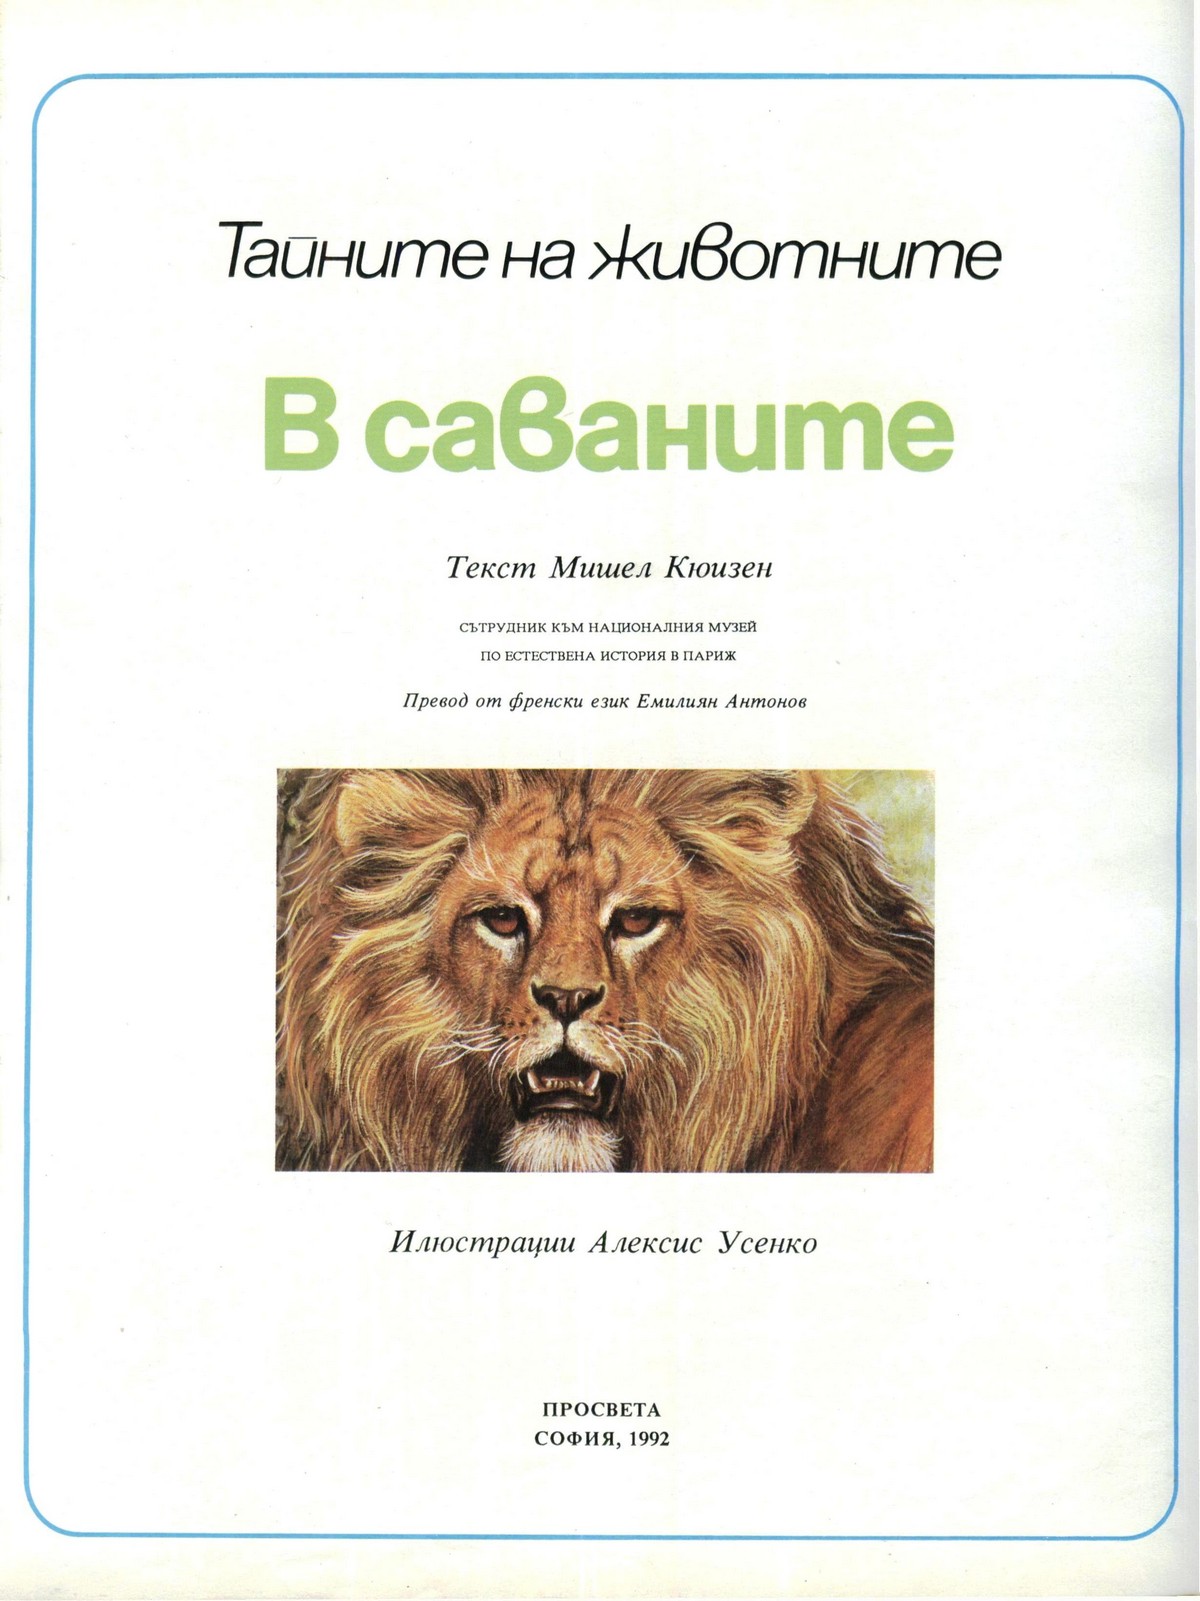 Тайните на животните
В саваните
Текст Мишел Кюизен
СЪТРУДНИК КЪМ НАЦИОНАЛНИЯ МУЗЕЙ
ПО ЕСТЕСТВЕНА ИСТОРИЯ В ПАРИЖ
Превод от френски език Емилиян Антонов
Илюстрации Алексис Усенко
ПРОСВЕТА
СОФИЯ, 1992